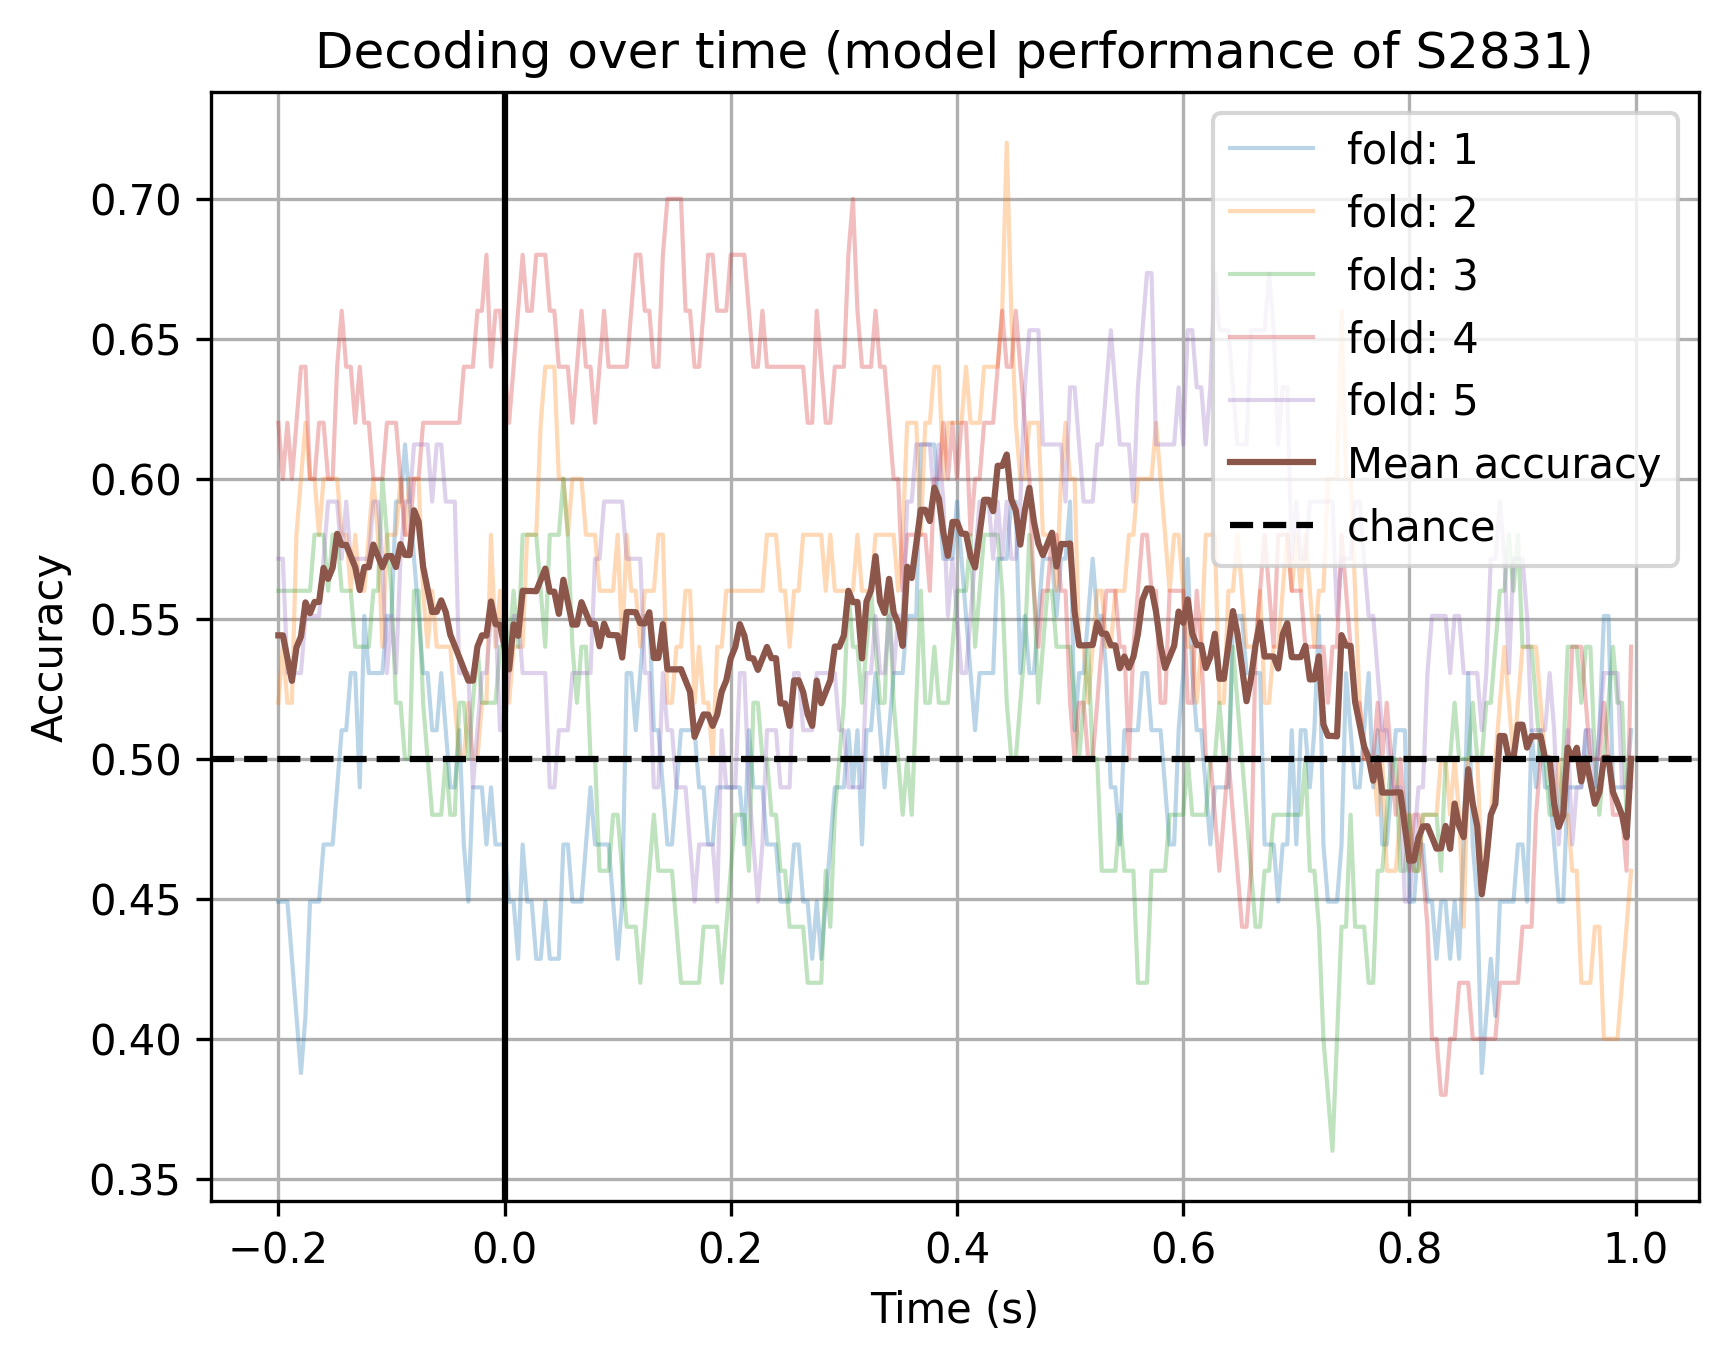 Decoding over time (model performance of S2831)
fold: 1
fold: 2
fold: 3
fold: 4
fold: 5
Mean accuracy
chance
Accuracy
0.70
0.65
0.60
0.55
0.50
0.45
0.40
0.35
−0.2 0.0 0.2 0.4 0.6 0.8 1.0
Time (s)